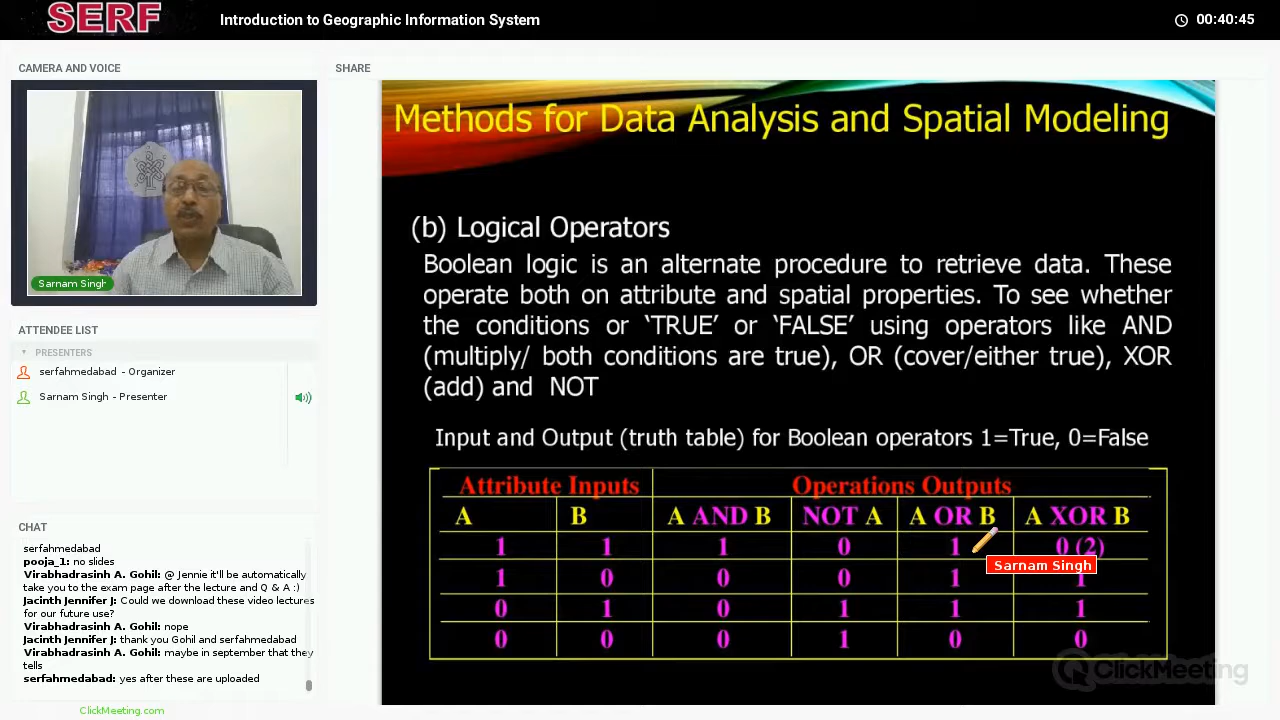 SERF
Introduction to Geographic Information System
00:40:45
CAMERA AND VOICE
SHARE
Sarnam Singh
ATTENDEE LIST
PRESENTERS
serfahmedabad - Organizer
Sarnam Singh - Presenter
CHAT
serfahmedabad
pooja_1: no slides
Virabhadrasinh A. Gohil: @ Jennie it'll be automatically
take you to the exam page after the lecture and Q & A :)
Jacinth Jennifer J: Could we download these video lectures
for our future use?
Virabhadrasinh A. Gohil: nope
Jacinth Jennifer J: thank you Gohil and serfahmedabad
Virabhadrasinh A. Gohil: maybe in september that they
tells
serfahmedabad: yes after these are uploaded
ClickMeeting.com
Methods for Data Analysis and Spatial Modeling
(b) Logical Operators
Boolean logic is an alternate procedure to retrieve data. These
operate both on attribute and spatial properties. To see whether
the conditions or ‘TRUE’ or ‘FALSE’ using operators like AND
(multiply/ both conditions are true), OR (cover/either true), XOR
(add) and NOT
Input and Output (truth table) for Boolean operators 1=True, 0=False
Attribute Inputs Operations Outputs
A B A AND B NOT A A OR B A XOR B
1 1 1 0 1 0 (2)
Sarnam Singh
1 0 0 0 1 1
0 1 0 1 1 1
0 0 0 1 0 0
ClickMeeting